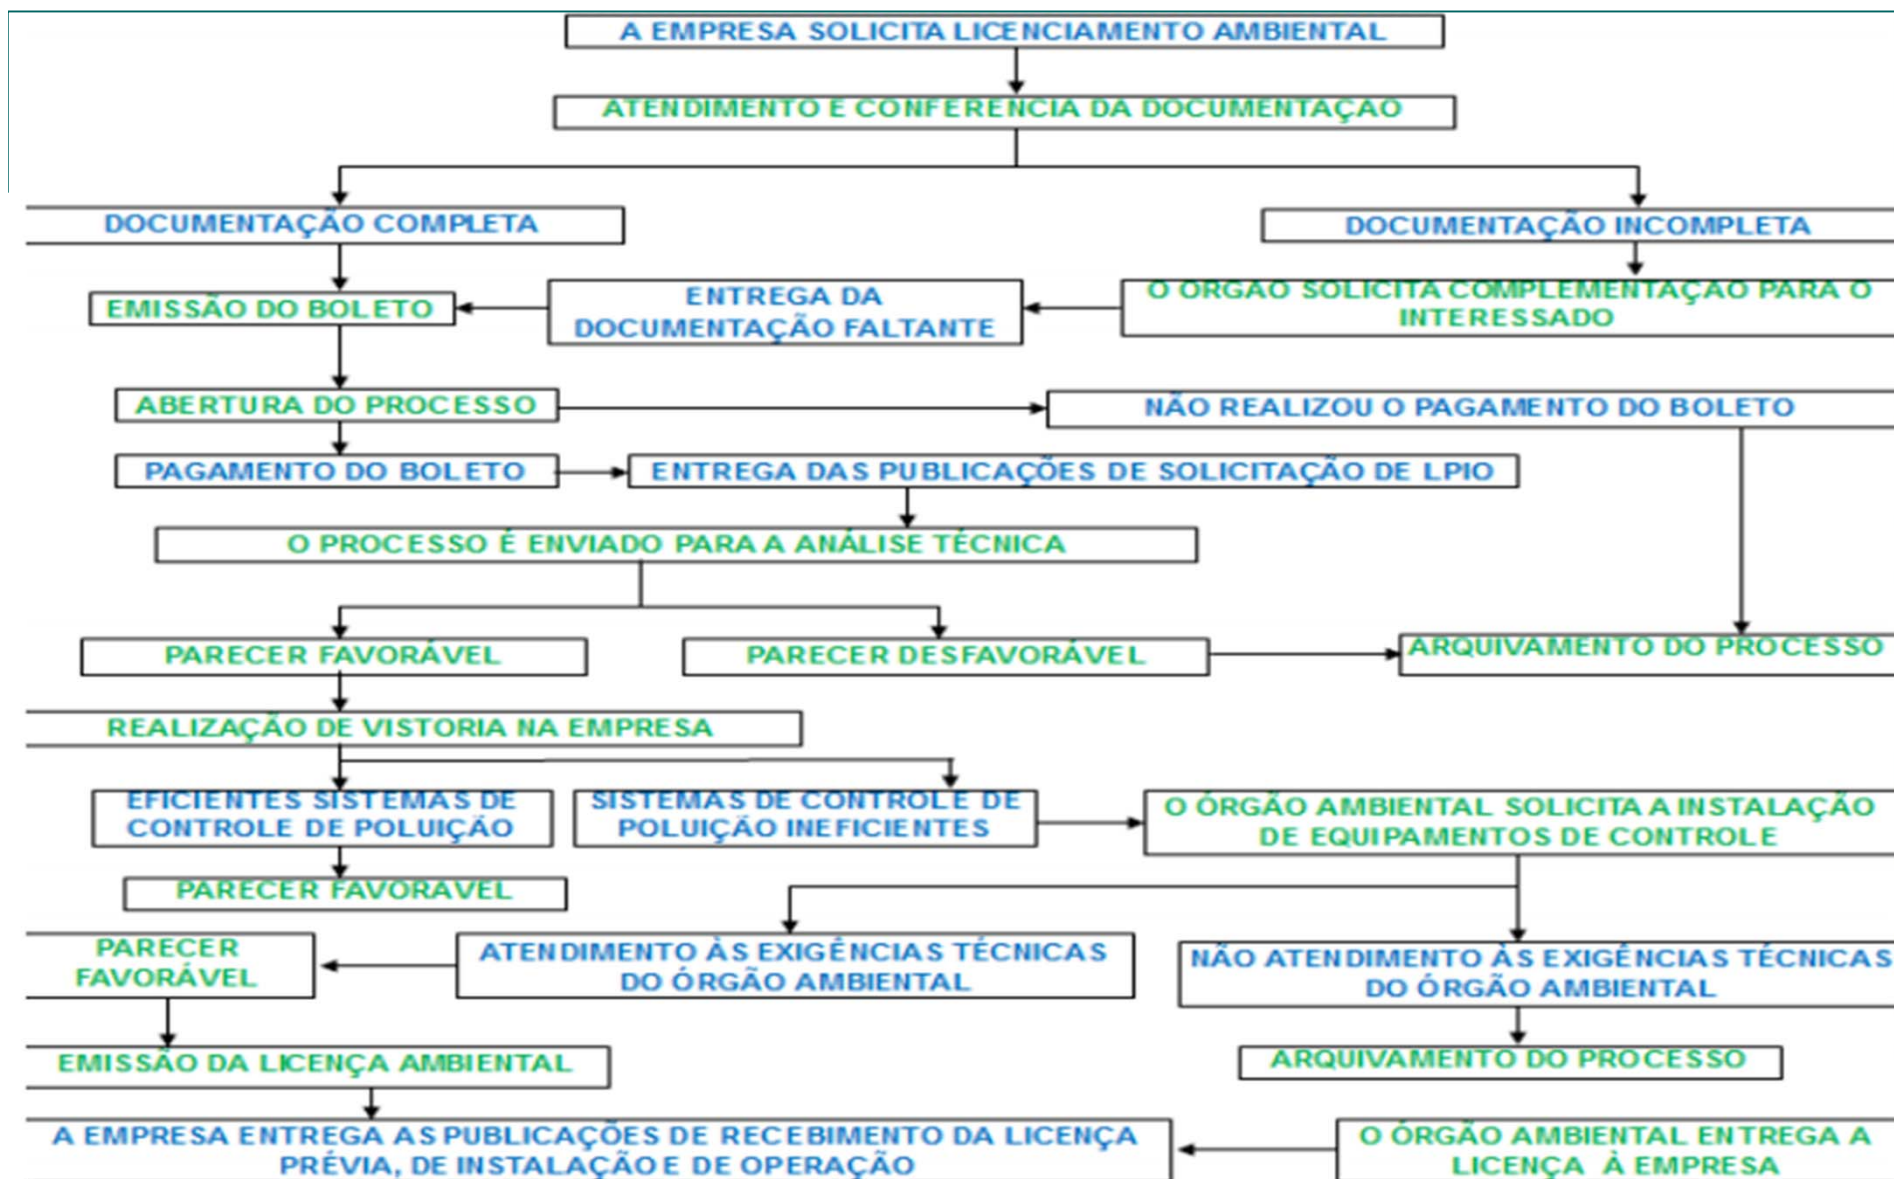 A EMPRESA SOLICITA LICENCIAMENTO AMBIENTAL
ATENDIMENTO E CONFERENCIA DA DOCUMENTAÇAO
DOCUMENTAÇÃO COMPLETA
DOCUMENTAÇÃO INCOMPLETA
EMISSÃO DO BOLETO
ENTREGA DA
DOCUMENTAÇÃO FALTANTE
O ORGAO SOLICITA COMPLEMENTAÇAO PARA O
INTERESSADO
ABERTURA DO PROCESSO
NÃO REALIZOU O PAGAMENTO DO BOLETO
PAGAMENTO DO BOLETO
ENTREGA DAS PUBLICAÇÕES DE SOLICITAÇÃO DE LPIO
O PROCESSO É ENVIADO PARA A ANÁLISE TÉCNICA
PARECER FAVORÁVEL
PARECER DESFAVORÁVEL
ARQUIVAMENTO DO PROCESSO
REALIZAÇÃO DE VISTORIA NA EMPRESA
EFICIENTES SISTEMAS DE
CONTROLE DE POLUIÇÃO
SISTEMAS DE CONTROLE DE
POLUIÇÃO INEFICIENTES
O ÓRGÃO AMBIENTAL SOLICITA A INSTALAÇÃO
DE EQUIPAMENTOS DE CONTROLE
PARECER FAVORAVEL
PARECER
FAVORÁVEL
ATENDIMENTO ÀS EXIGÊNCIAS TÉCNICAS
DO ÓRGÃO AMBIENTAL
NÃO ATENDIMENTO ÀS EXIGÊNCIAS TÉCNICAS
DO ÓRGÃO AMBIENTAL
EMISSÃO DA LICENÇA AMBIENTAL
ARQUIVAMENTO DO PROCESSO
A EMPRESA ENTREGA AS PUBLICAÇÕES DE RECEBIMENTO DA LICENÇA
PRÉVIA, DE INSTALAÇÃO E DE OPERAÇÃO
O ÓRGÃO AMBIENTAL ENTREGA A
LICENÇA À EMPRESA